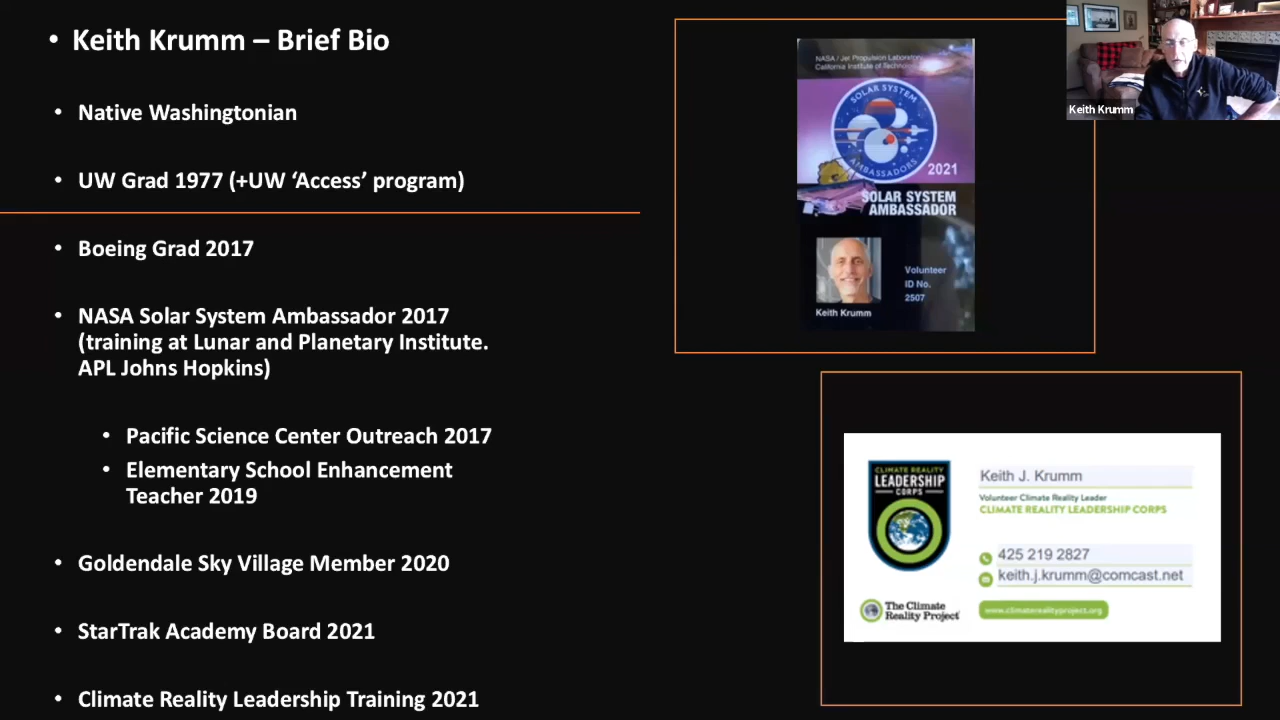 Keith Krumm – Brief Bio
Native Washingtonian
UW Grad 1977 (+UW ‘Access’ program)
Boeing Grad 2017
NASA Solar System Ambassador 2017
(training at Lunar and Planetary Institute.
APL Johns Hopkins)
Pacific Science Center Outreach 2017
Elementary School Enhancement
Teacher 2019
Goldendale Sky Village Member 2020
StarTrak Academy Board 2021
Climate Reality Leadership Training 2021
NASA / Jet Propulsion Laboratory
California Institute of Technology
SOLAR SYSTEM
AMBASSADORS
2021
SOLAR SYSTEM
AMBASSADOR
Volunteer
ID No.
2507
Keith Krumm
Keith Krumm
CLIMATE REALITY
LEADERSHIP
CORPS
The Climate
Reality Project
Keith J. Krumm
Volunteer Climate Reality Leader
CLIMATE REALITY LEADERSHIP CORPS
425 219 2827
keith.j.krumm@comcast.net
www.climaterealityproject.org